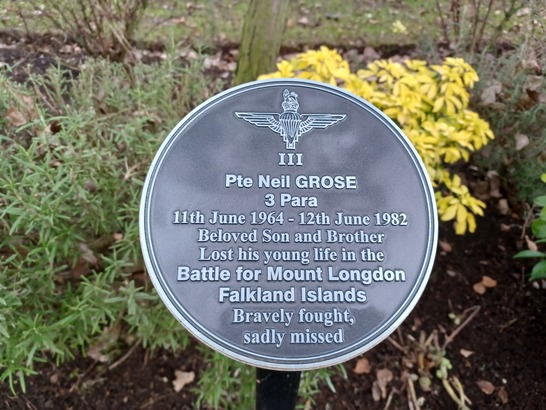 III
Pte Neil GROSE
3 Para
11th June 1964 - 12th June 1982
Beloved Son and Brother
Lost his young life in the
Battle for Mount Longdon
Falkland Islands
Bravely fought,
sadly missed